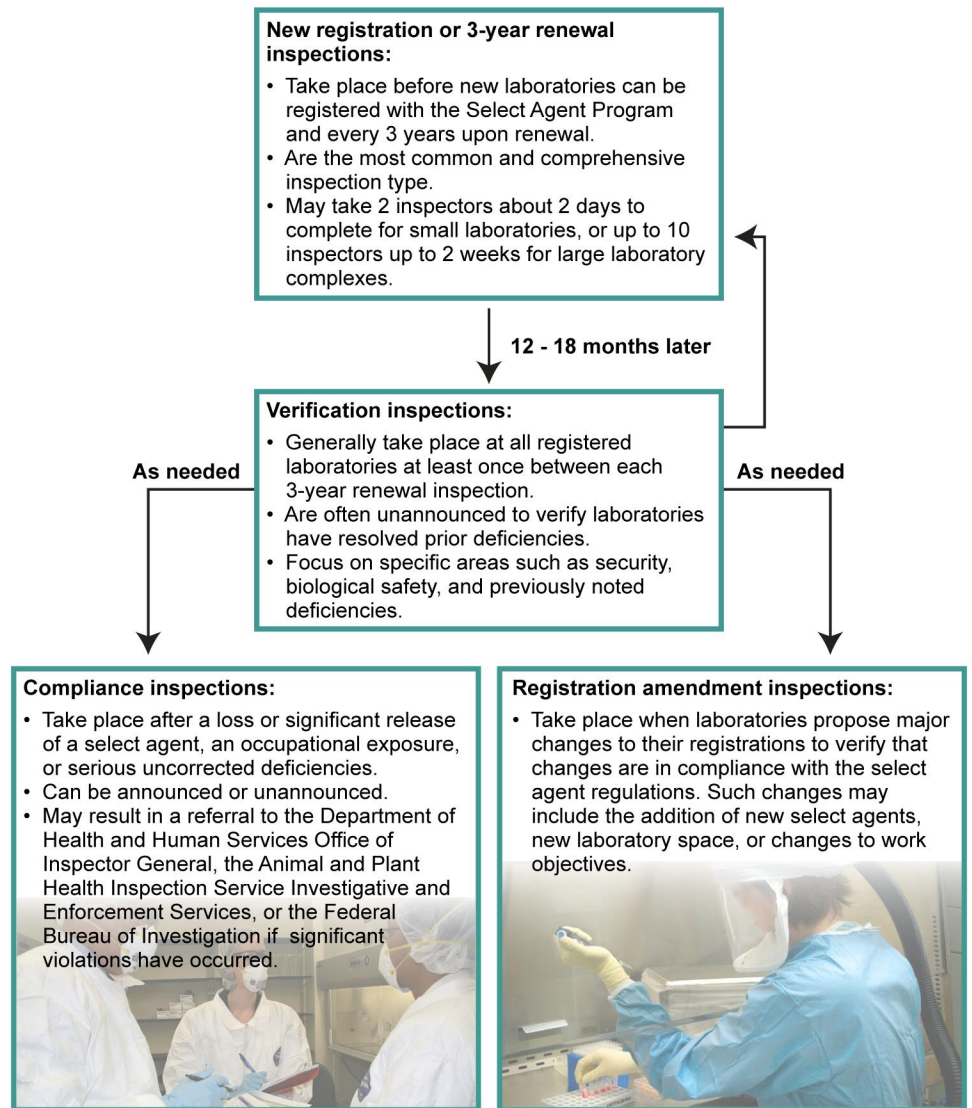 New registration or 3-year renewal
inspections:
• Take place before new laboratories can be
registered with the Select Agent Program
and every 3 years upon renewal.
• Are the most common and comprehensive
inspection type.
• May take 2 inspectors about 2 days to
complete for small laboratories, or up to 10
inspectors up to 2 weeks for large laboratory
complexes.
12 - 18 months later
Verification inspections:
• Generally take place at all registered
laboratories at least once between each
3-year renewal inspection.
• Are often unannounced to verify laboratories
have resolved prior deficiencies.
• Focus on specific areas such as security,
biological safety, and previously noted
deficiencies.
As needed
As needed
Compliance inspections:
• Take place after a loss or significant release
of a select agent, an occupational exposure,
or serious uncorrected deficiencies.
• Can be announced or unannounced.
• May result in a referral to the Department of
Health and Human Services Office of
Inspector General, the Animal and Plant
Health Inspection Service Investigative and
Enforcement Services, or the Federal
Bureau of Investigation if significant
violations have occurred.
Registration amendment inspections:
• Take place when laboratories propose major
changes to their registrations to verify that
changes are in compliance with the select
agent regulations. Such changes may
include the addition of new select agents,
new laboratory space, or changes to work
objectives.